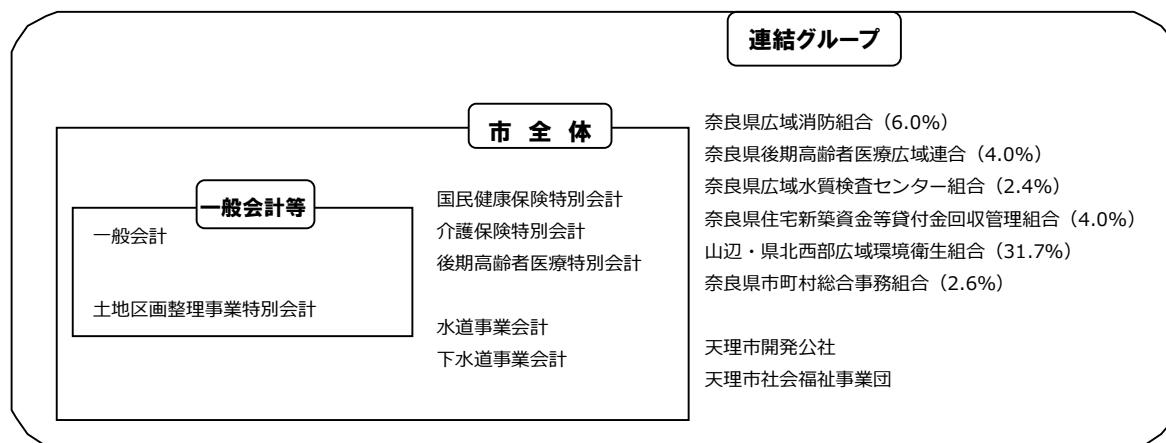 連結グループ
市 全 体
一般会計等
一般会計
土地区画整理事業特別会計
国民健康保険特別会計
介護保険特別会計
後期高齢者医療特別会計
水道事業会計
下水道事業会計
奈良県広域消防組合（6.0%）
奈良県後期高齢者医療広域連合（4.0%）
奈良県広域水質検査センター組合（2.4%）
奈良県住宅新築資金等貸付金回収管理組合（4.0%）
山辺・県北西部広域環境衛生組合（31.7%）
奈良県市町村総合事務組合（2.6%）
天理市開発公社
天理市社会福祉事業団